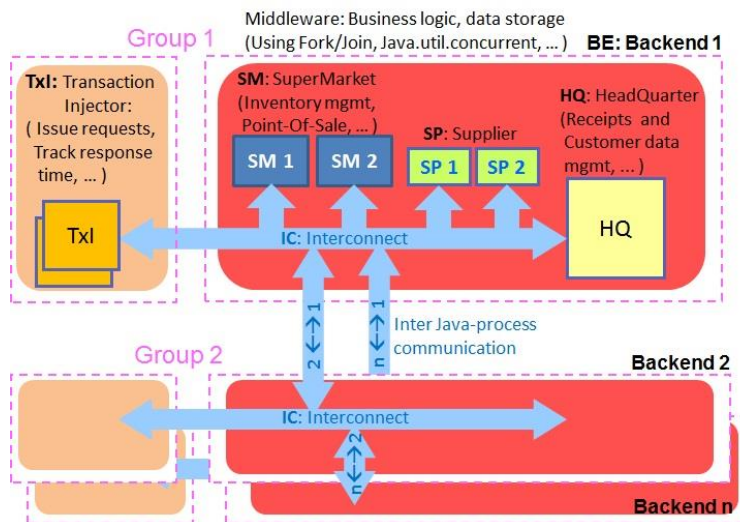 Middleware: Business logic, data storage
(Using Fork/Join, Java.util.concurrent, ... )
Group 1
BE: Backend 1
TxI: Transaction
Injector:
( Issue requests,
Track response
time, ... )
TxI
SM: SuperMarket
(Inventory mgmt,
Point-Of-Sale, ... )
SM 1
SM 2
SP: Supplier
SP 1
SP 2
HQ: HeadQuarter
(Receipts and
Customer data
mgmt, ... )
HQ
IC: Interconnect
2←→1
n←→1
Inter Java-process
communication
Group 2
Backend 2
IC: Interconnect
n←→2
Backend n